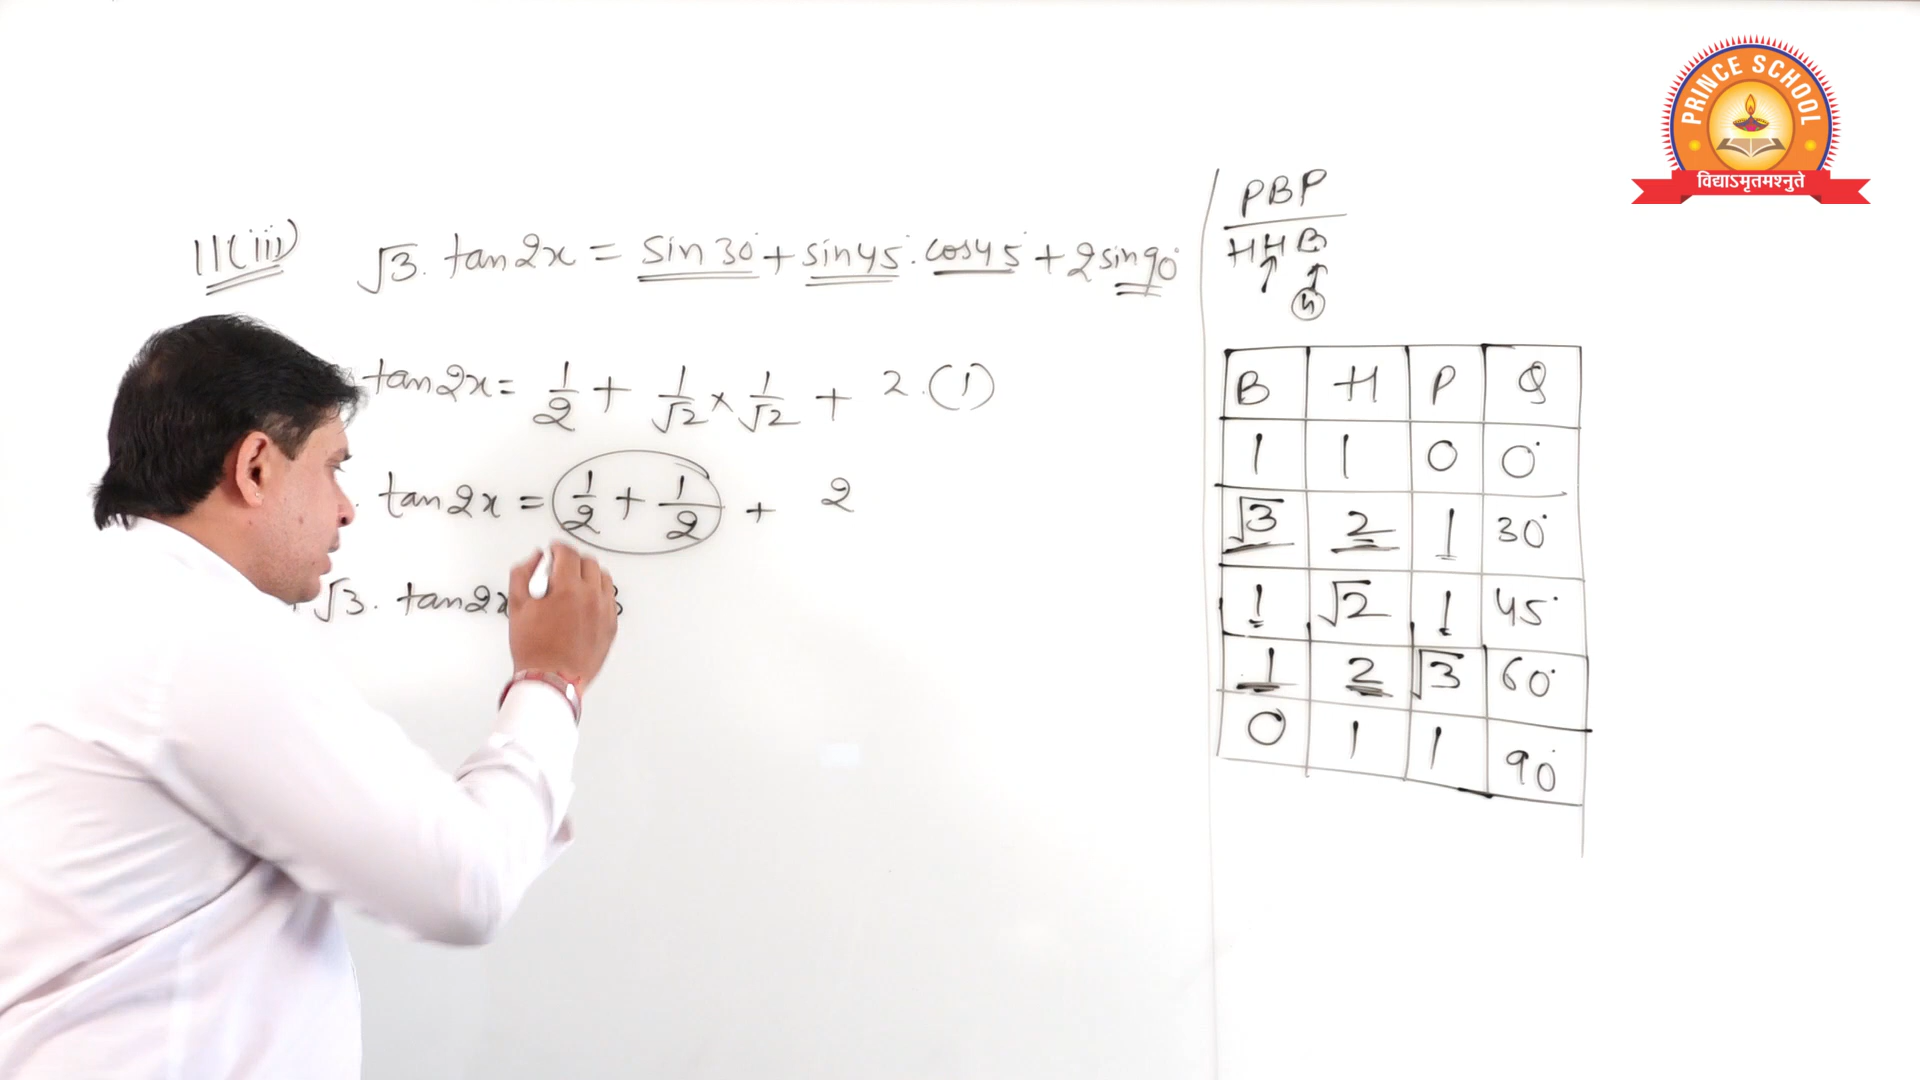 11(iii) √3. tan2x = sin30° + sin45°. cos45° + 2sin90°
tan2x = 1/2 + 1/√2 × 1/√2 + 2.(1)
. tan2x = 1/2 + 1/2 + 2
√3. tan2x
PBP
HHB
B H P θ
1 1 0 0°
√3 2 1 30°
1 √2 1 45°
1 2 √3 60°
0 1 1 90°
PRINCE SCHOOL
विद्याऽमृतमश्नुते